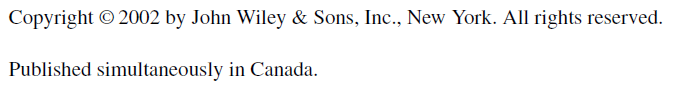 Copyright © 2002 by John Wiley & Sons, Inc., New York. All rights reserved.
Published simultaneously in Canada.